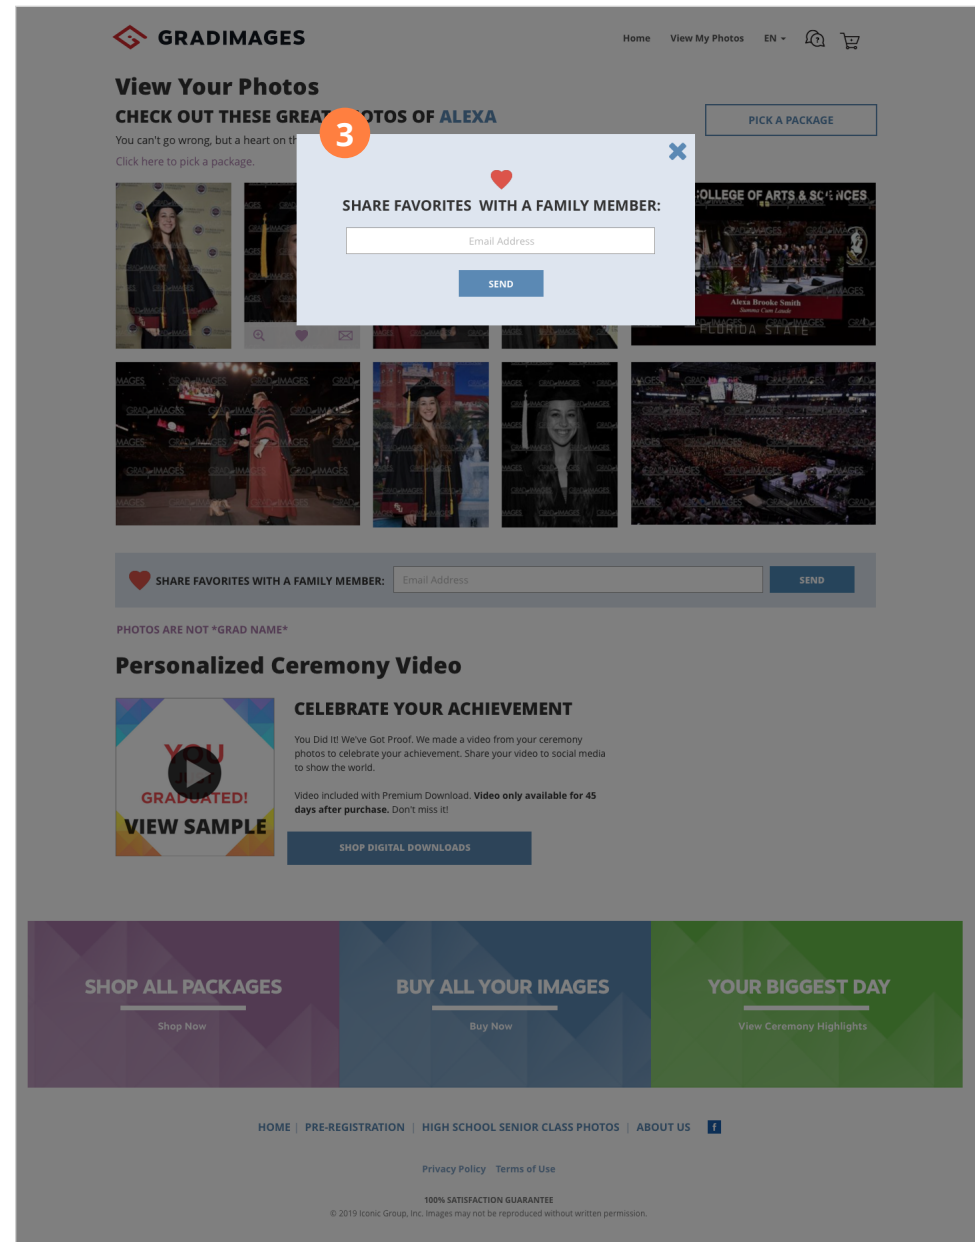 GRADIMAGES
Home View My Photos EN
View Your Photos
CHECK OUT THESE GREAT PHOTOS OF ALEXA
PICK A PACKAGE
You can't go wrong, but a heart on th
Click here to pick a package.
3
SHARE FAVORITES WITH A FAMILY MEMBER:
Email Address
SEND
COLLEGE OF ARTS & SCIENCES
Alexa Brooke Smith
Summa Cum Laude
FLORIDA STATE
SHARE FAVORITES WITH A FAMILY MEMBER: Email Address SEND
PHOTOS ARE NOT *GRAD NAME*
Personalized Ceremony Video
YOU
JUST
GRADUATED!
VIEW SAMPLE
CELEBRATE YOUR ACHIEVEMENT
You Did It! We've Got Proof. We made a video from your ceremony
photos to celebrate your achievement. Share your video to social media
to show the world.
Video included with Premium Download. Video only available for 45
days after purchase. Don't miss it!
SHOP DIGITAL DOWNLOADS
SHOP ALL PACKAGES
Shop Now
BUY ALL YOUR IMAGES
Buy Now
YOUR BIGGEST DAY
View Ceremony Highlights
HOME | PRE-REGISTRATION | HIGH SCHOOL SENIOR CLASS PHOTOS | ABOUT US f
Privacy Policy Terms of Use
100% SATISFACTION GUARANTEE
© 2019 Iconic Group, Inc. Images may not be reproduced without written permission.